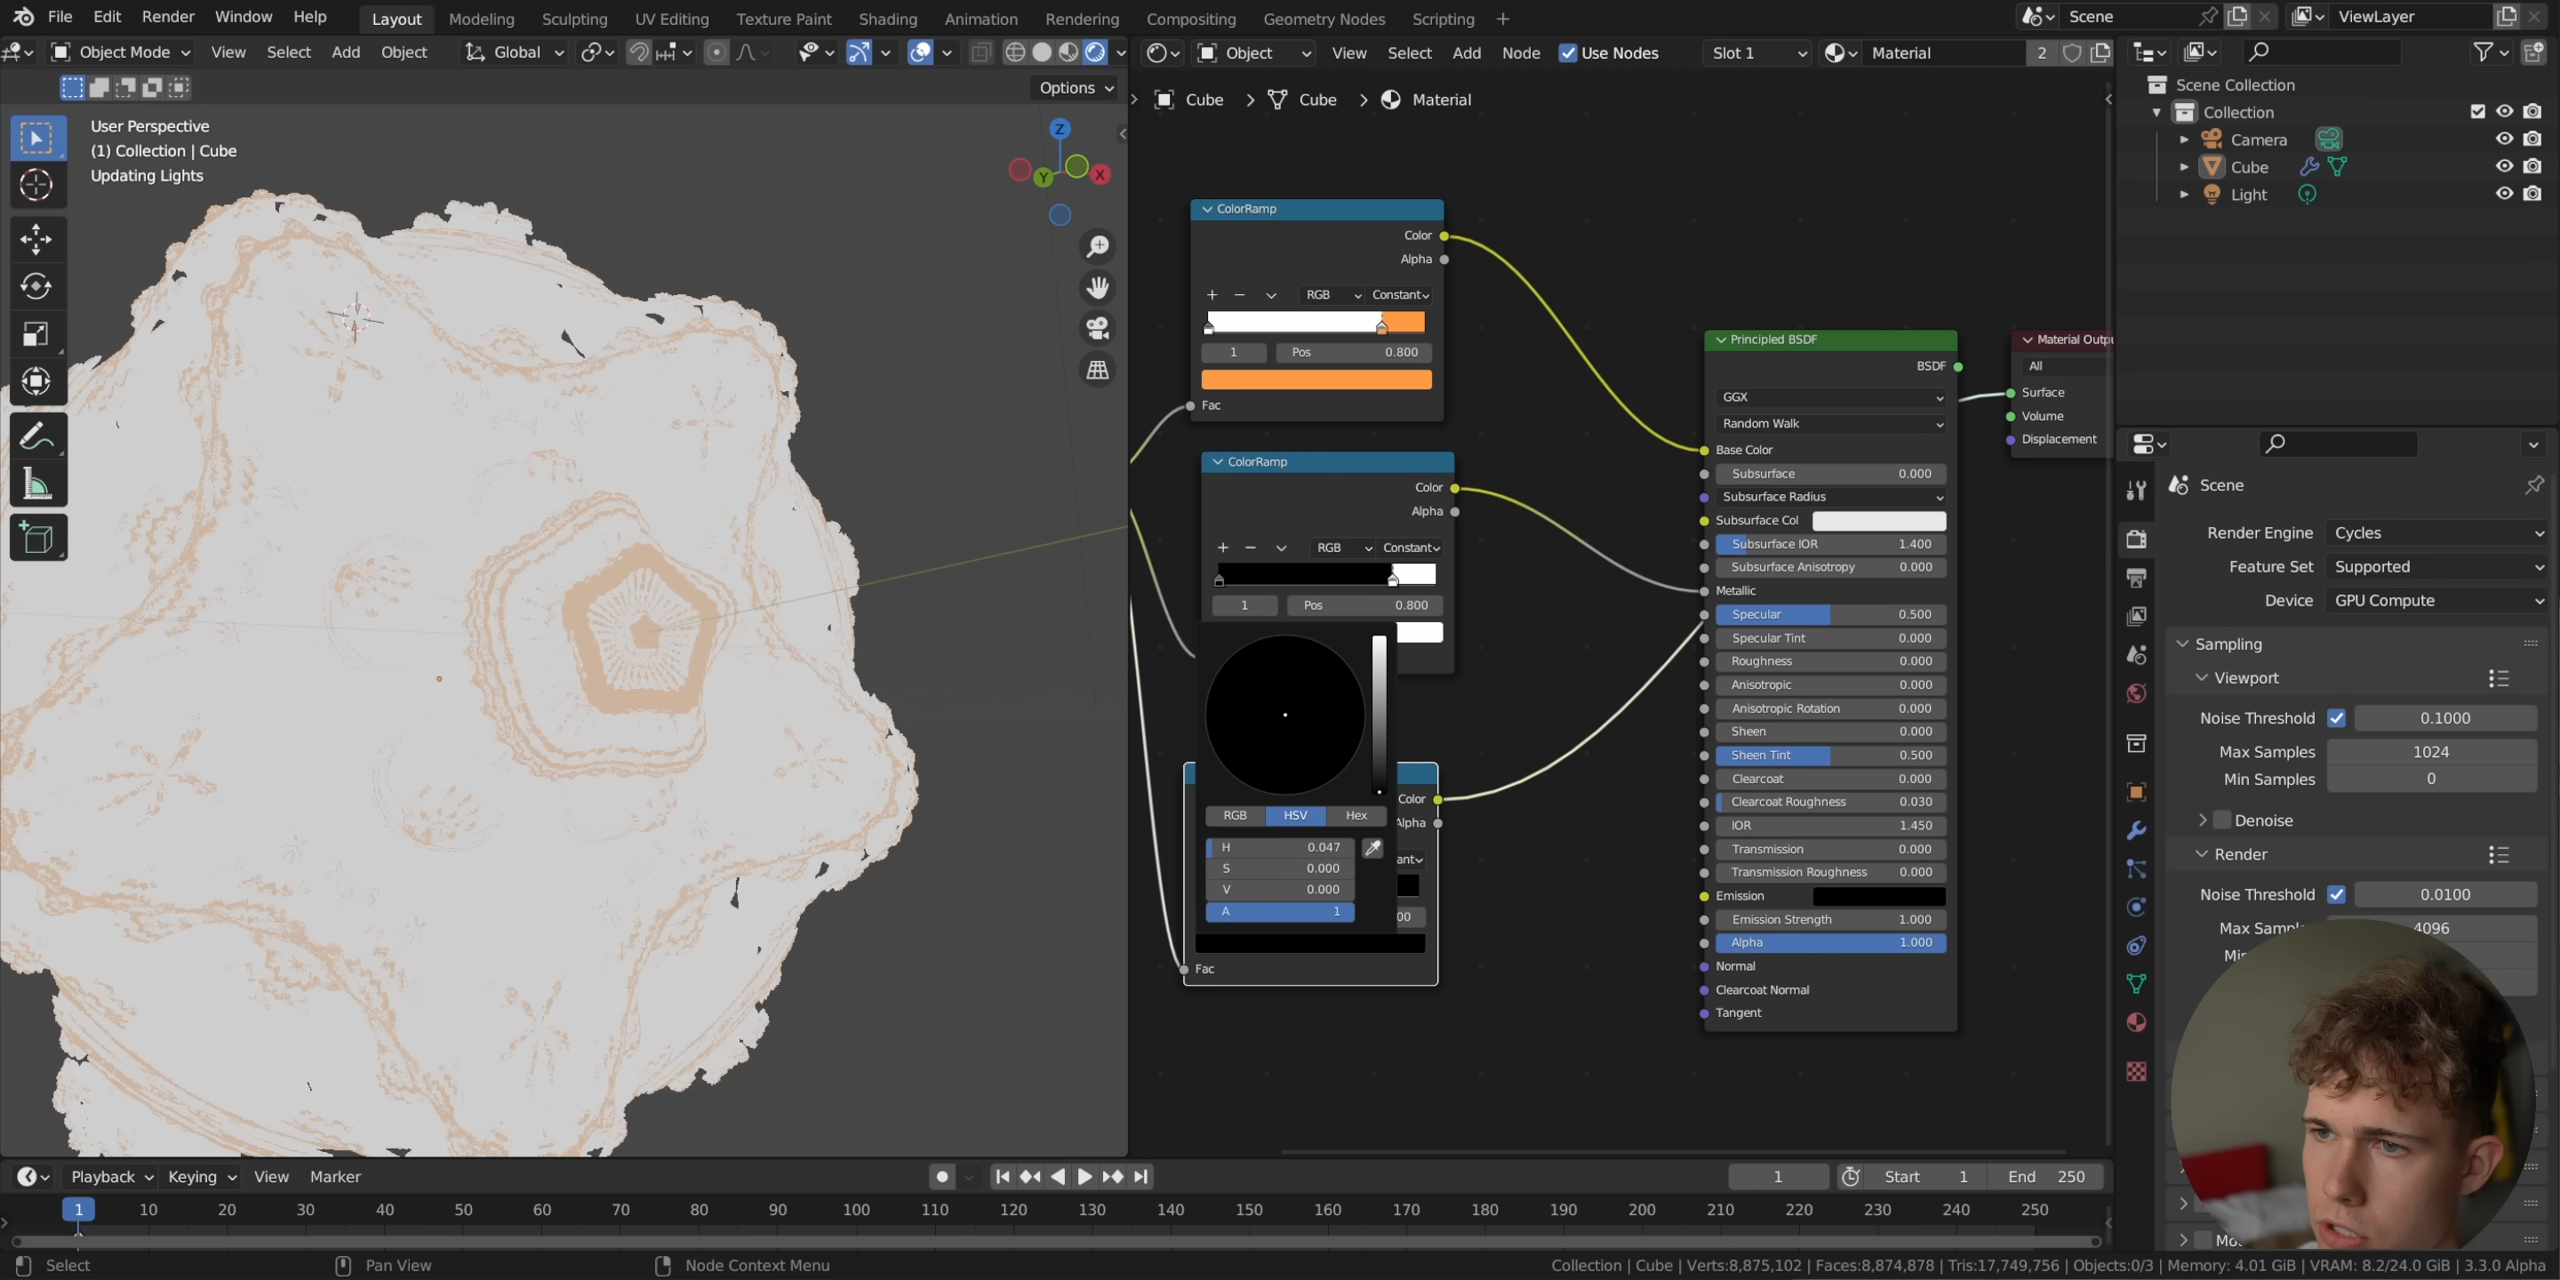 File Edit Render Window Help Layout Modeling Sculpting UV Editing Texture Paint Shading Animation Rendering Compositing Geometry Nodes Scripting + Scene ViewLayer
Object Mode View Select Add Object Global Object View Select Add Node Use Nodes Slot 1 Material 2
Options
Cube > Cube > Material
User Perspective
(1) Collection | Cube
Updating Lights
Z
Y
X
ColorRamp
Color
Alpha
RGB Constant
1 Pos 0.800
Fac
ColorRamp
Color
Alpha
RGB Constant
1 Pos 0.800
RGB HSV Hex
H 0.047
S 0.000
V 0.000
A 1
Color
Alpha
ant
00
Fac
Principled BSDF
BSDF
GGX
Random Walk
Base Color
Subsurface 0.000
Subsurface Radius
Subsurface Col
Subsurface IOR 1.400
Subsurface Anisotropy 0.000
Metallic
Specular 0.500
Specular Tint 0.000
Roughness 0.000
Anisotropic 0.000
Anisotropic Rotation 0.000
Sheen 0.000
Sheen Tint 0.500
Clearcoat 0.000
Clearcoat Roughness 0.030
IOR 1.450
Transmission 0.000
Transmission Roughness 0.000
Emission
Emission Strength 1.000
Alpha 1.000
Normal
Clearcoat Normal
Tangent
Material Outp
All
Surface
Volume
Displacement
Scene Collection
Collection
Camera
Cube
Light
Scene
Render Engine Cycles
Feature Set Supported
Device GPU Compute
Sampling
Viewport
Noise Threshold 0.1000
Max Samples 1024
Min Samples 0
Denoise
Render
Noise Threshold 0.0100
Max Sampl 4096
Mi
Mo
Playback Keying View Marker 1 Start 1 End 250
1 10 20 30 40 50 60 70 80 90 100 110 120 130 140 150 160 170 180 190 200 210 220 230 240 250
Select Pan View Node Context Menu Collection | Cube | Verts:8,875,102 | Faces:8,874,878 | Tris:17,749,756 | Objects:0/3 | Memory: 4.01 GiB | VRAM: 8.2/24.0 GiB | 3.3.0 Alpha